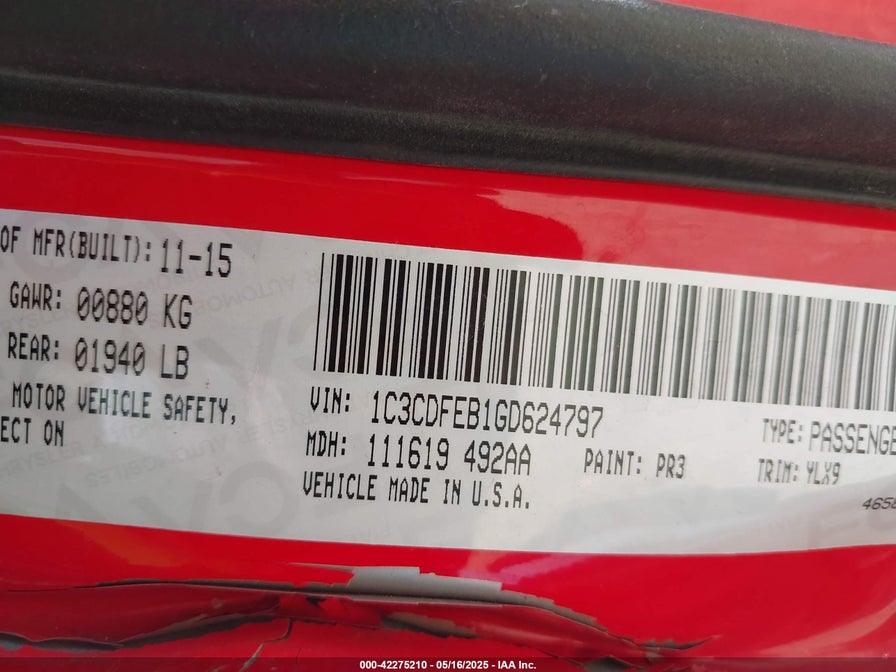 OF MFR(BUILT): 11-15
GAWR: 00880 KG
REAR: 01940 LB
MOTOR VEHICLE SAFETY,
ECT ON
VIN: 1C3CDFEB1GD624797
TYPE: PASSENGE
MDH: 111619 492AA
PAINT: PR3
TRIM: YLX9
VEHICLE MADE IN U.S.A.
465
000-42275210 - 05/16/2025 - IAA Inc.